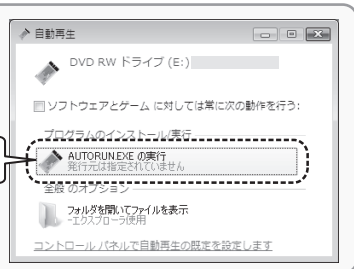 自動再生
DVD RW ドライブ (E:)
ソフトウェアとゲーム に対しては常に次の動作を行う:
プログラムのインストール/実行
AUTORUN.EXE の実行
発行元は指定されていません
全般 のオプション
フォルダを開いてファイルを表示
-エクスプローラ使用
コントロール パネルで自動再生の既定を設定します